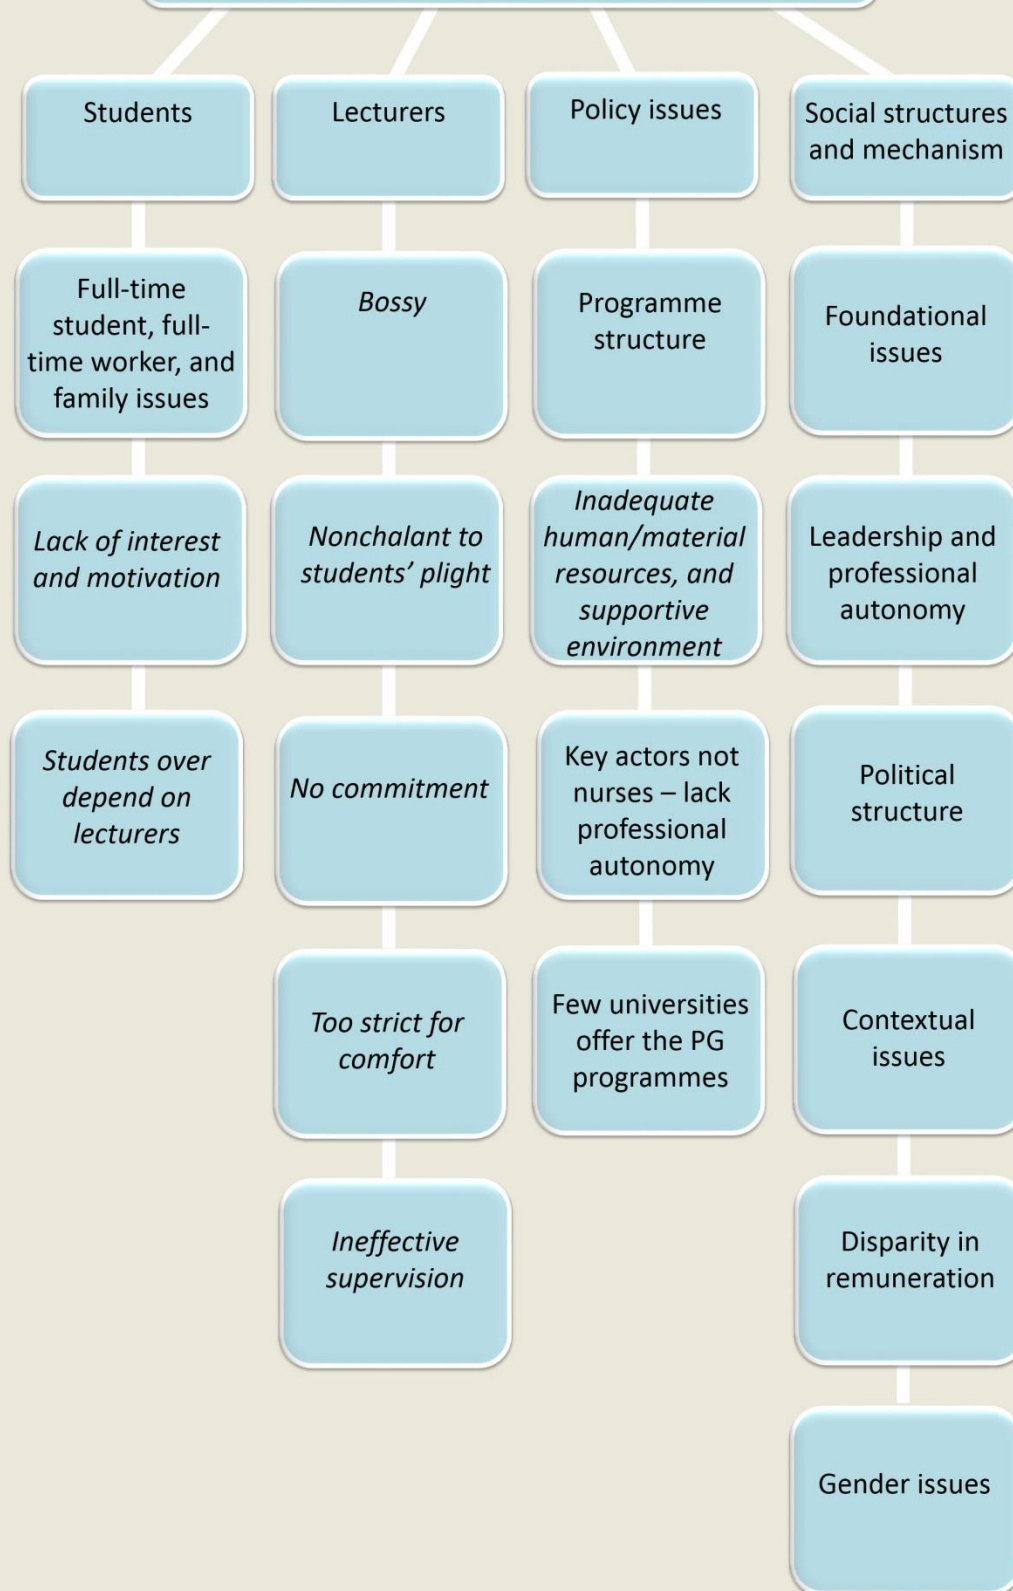 Students
Lecturers
Policy issues
Social structures
and mechanism
Full-time
student, full-
time worker, and
family issues
Bossy
Programme
structure
Foundational
issues
Lack of interest
and motivation
Nonchalant to
students’ plight
Inadequate
human/material
resources, and
supportive
environment
Leadership and
professional
autonomy
Students over
depend on
lecturers
No commitment
Key actors not
nurses – lack
professional
autonomy
Political
structure
Too strict for
comfort
Few universities
offer the PG
programmes
Contextual
issues
Ineffective
supervision
Disparity in
remuneration
Gender issues